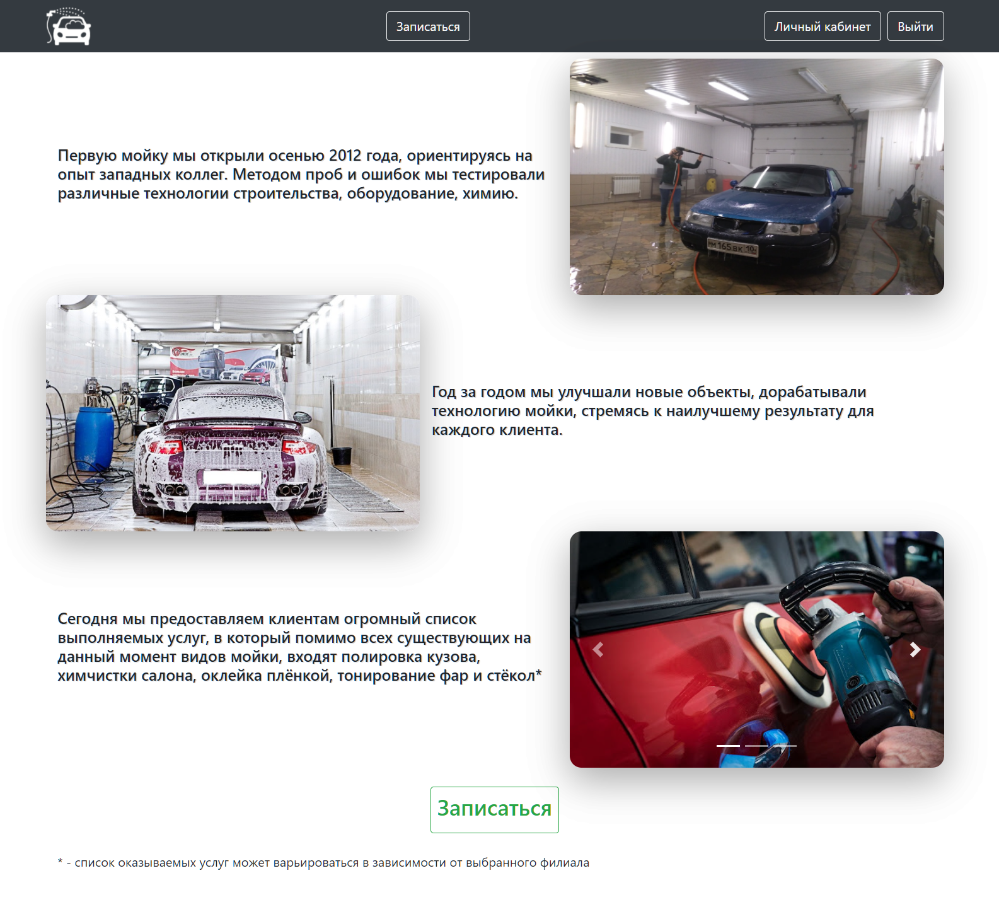 Записаться
Личный кабинет
Выйти
Первую мойку мы открыли осенью 2012 года, ориентируясь на
опыт западных коллег. Методом проб и ошибок мы тестировали
различные технологии строительства, оборудование, химию.
М 165 ВК 10
Год за годом мы улучшали новые объекты, дорабатывали
технологию мойки, стремясь к наилучшему результату для
каждого клиента.
Сегодня мы предоставляем клиентам огромный список
выполняемых услуг, в который помимо всех существующих на
данный момент видов мойки, входят полировка кузова,
химчистки салона, оклейка плёнкой, тонирование фар и стёкол*
Записаться
* - список оказываемых услуг может варьироваться в зависимости от выбранного филиала